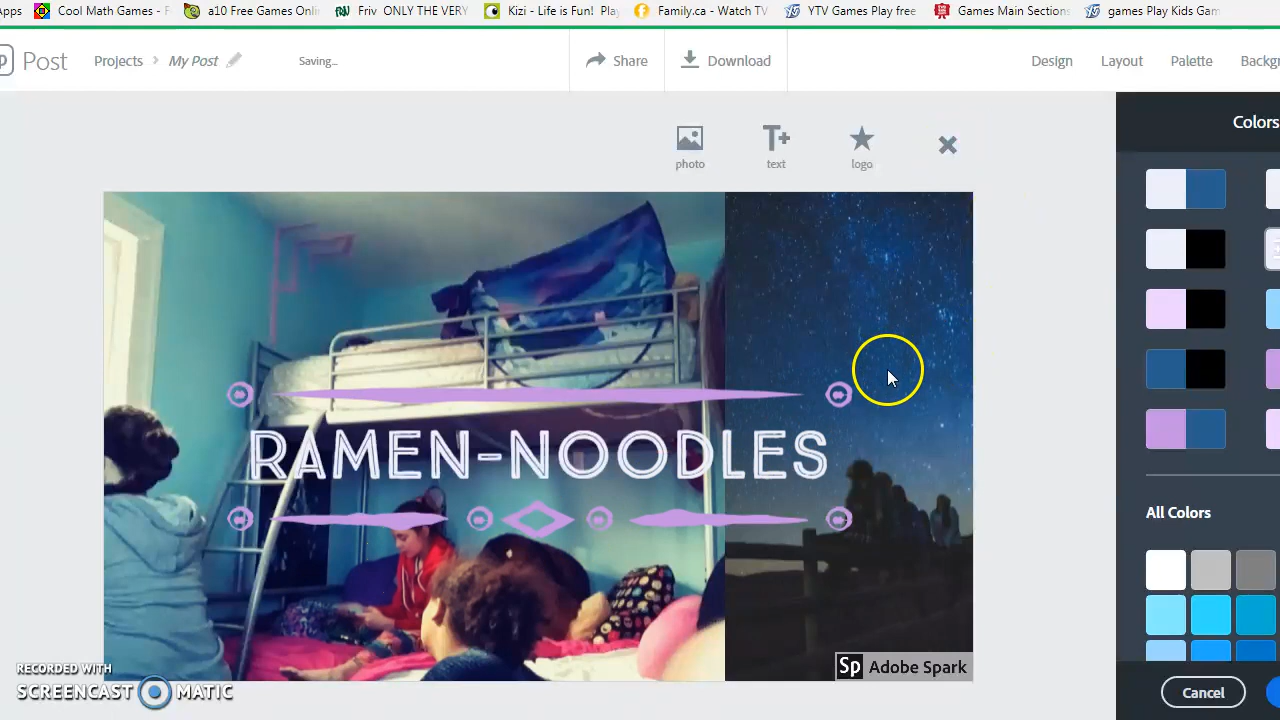 Apps Cool Math Games - F a10 Free Games Onli Friv ONLY THE VERY Kizi - Life is Fun! Play Family.ca - Watch TV YTV Games Play free Games Main Sections games Play Kids Gam
Post Projects My Post Saving... Share Download Design Layout Palette Backgr
photo text logo
Colors
RAMEN-NOODLES
All Colors
Sp Adobe Spark
RECORDED WITH
SCREENCAST MATIC
Cancel